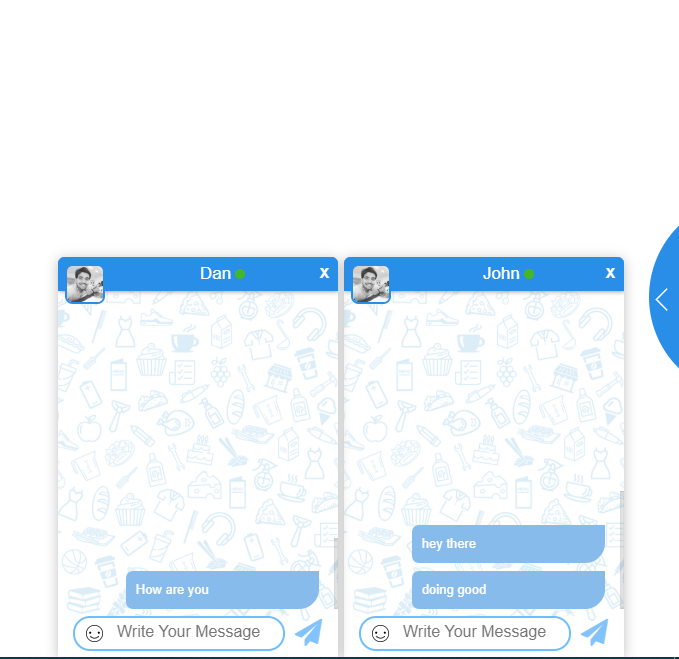 Dan
x
How are you
Write Your Message
John
x
hey there
doing good
Write Your Message